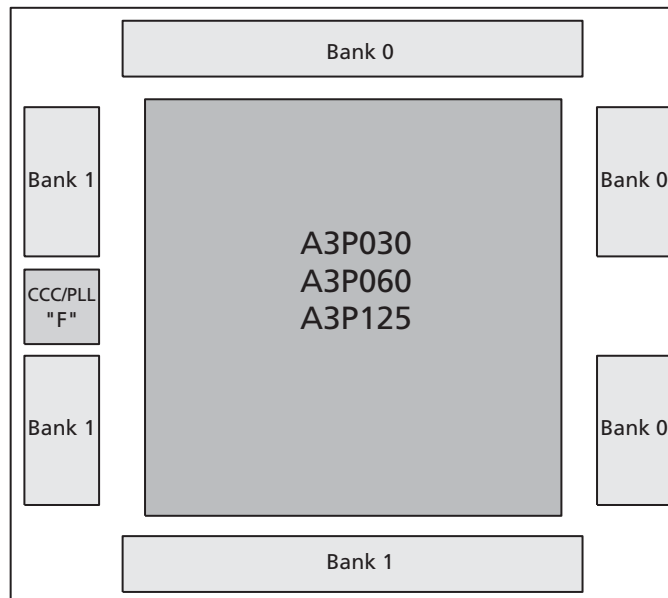 Bank 0
Bank 1
Bank 0
A3P030
A3P060
A3P125
CCC/PLL
"F"
Bank 1
Bank 0
Bank 1